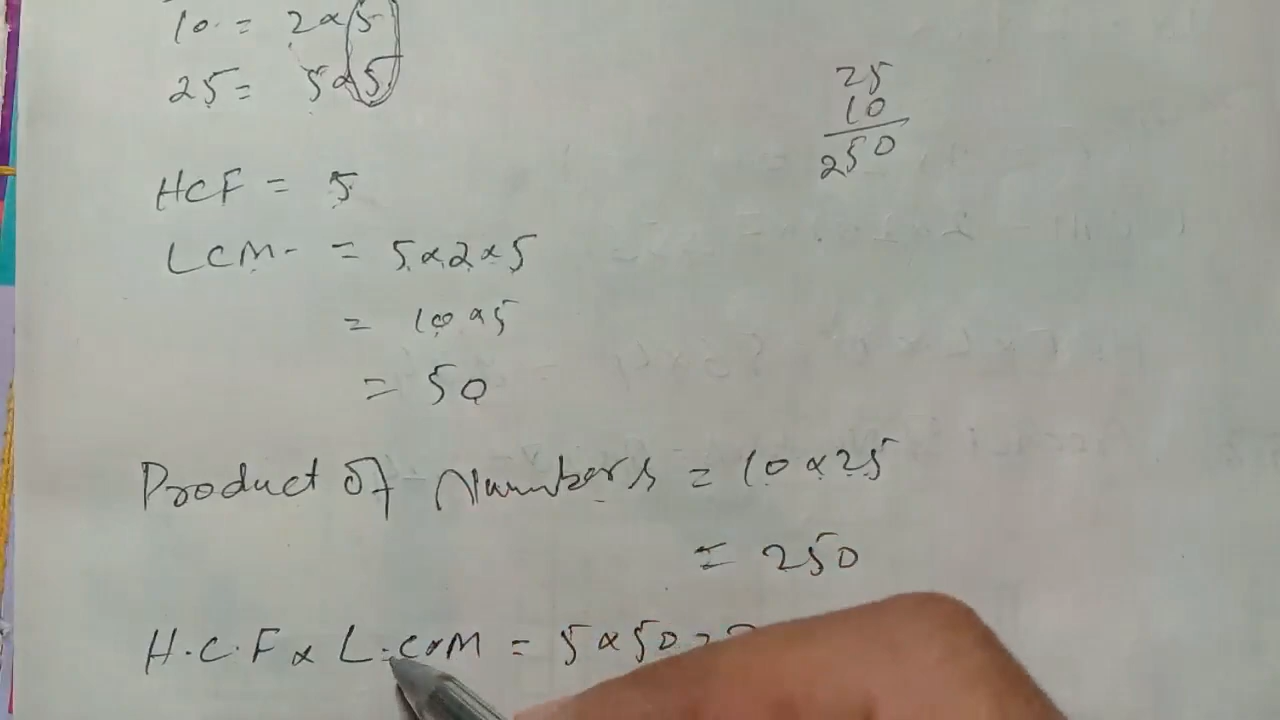 10 = 2 × 5
25 = 5 × 5
25
10
250
HCF = 5
LCM = 5 × 2 × 5
= 10 × 5
= 50
Product of Numbers = 10 × 25
= 250
H.C.F × L.C.M = 5 × 50 =